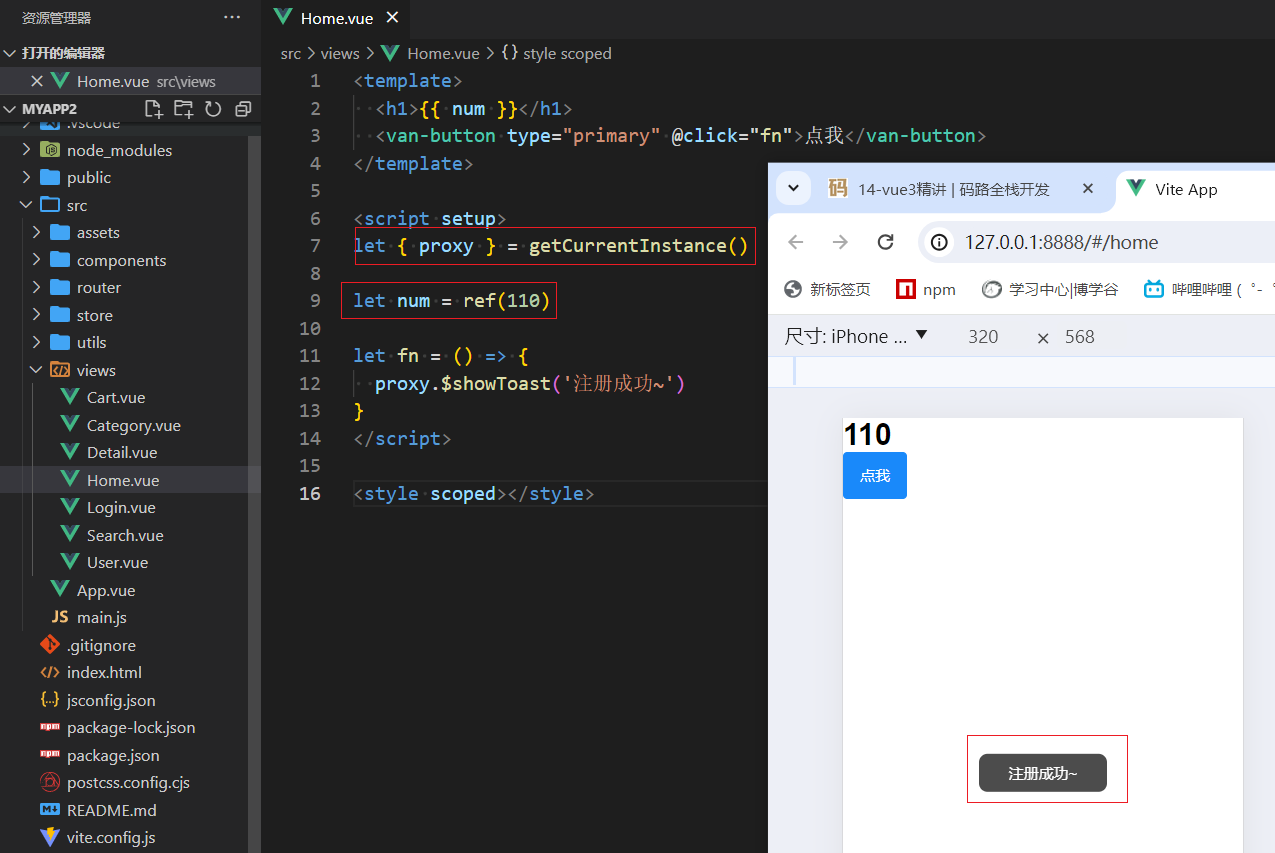 资源管理器
打开的编辑器
Home.vue src\views
MYAPP2
.vscode
node_modules
public
src
assets
components
router
store
utils
views
Cart.vue
Category.vue
Detail.vue
Home.vue
Login.vue
Search.vue
User.vue
App.vue
JS main.js
.gitignore
index.html
jsconfig.json
package-lock.json
package.json
postcss.config.cjs
README.md
vite.config.js
Home.vue
src > views > Home.vue > {} style scoped
1 <template>
2 <h1>{{ num }}</h1>
3 <van-button type="primary" @click="fn">点我</van-button>
4 </template>
5
6 <script setup>
7 let { proxy } = getCurrentInstance()
8
9 let num = ref(110)
10
11 let fn = () => {
12 proxy.$showToast('注册成功~')
13 }
14 </script>
15
16 <style scoped></style>
码 14-vue3精讲 | 码路全栈开发
Vite App
127.0.0.1:8888/#/home
新标签页 npm 学习中心|博学谷 哔哩哔哩 ( ゜- ゜
尺寸: iPhone ... ▼ 320 × 568
110
点我
注册成功~